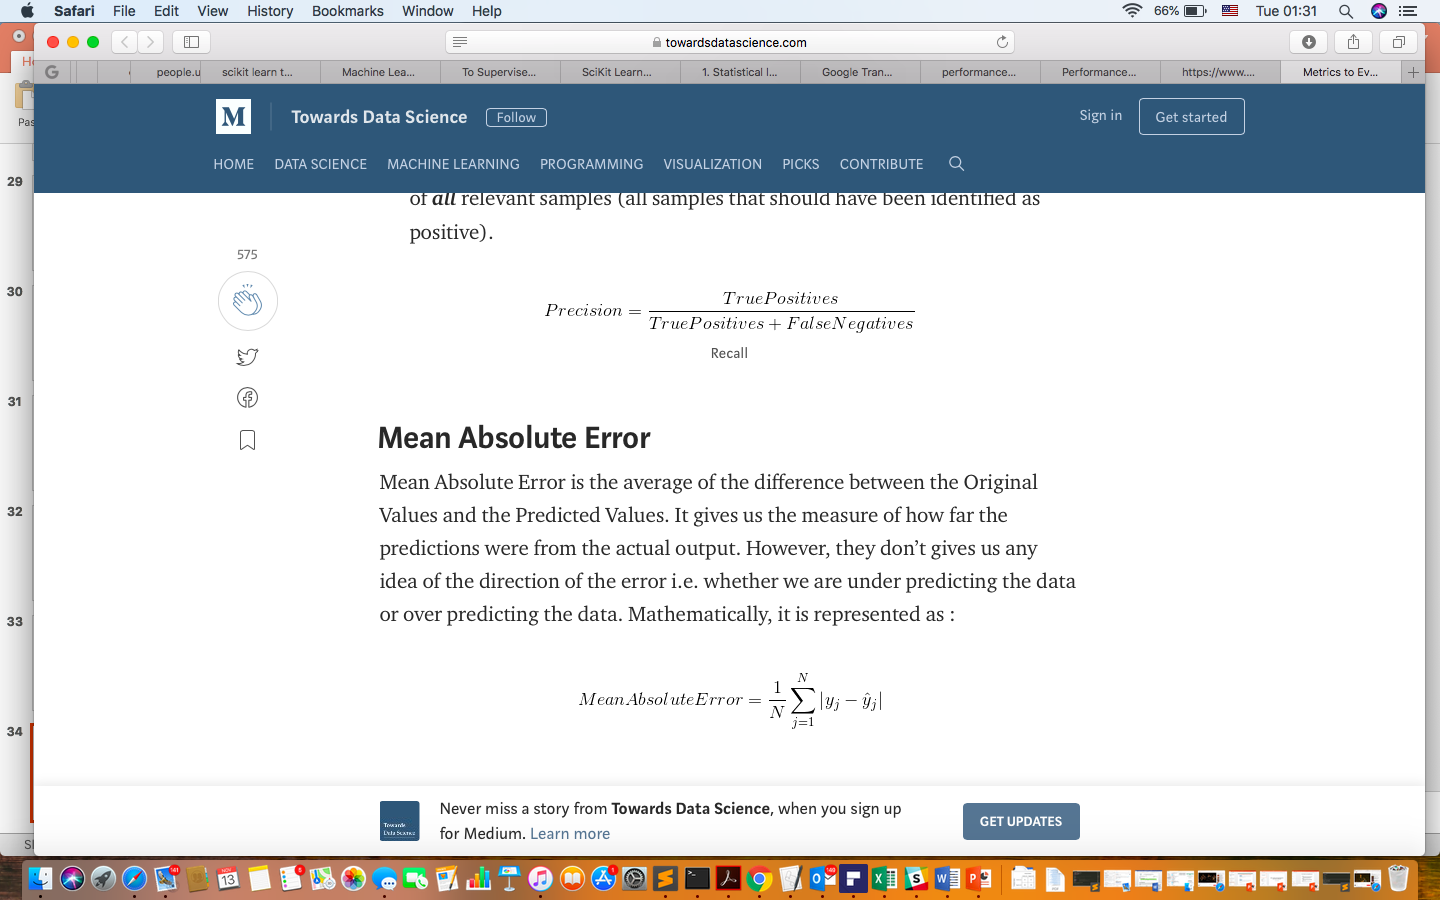 Safari File Edit View History Bookmarks Window Help 66% Tue 01:31
towardsdatascience.com
people.u scikit learn t... Machine Lea... To Supervise... SciKit Learn... 1. Statistical I... Google Tran... performance... Performance... https://www.... Metrics to Ev...
Pas
M Towards Data Science Follow Sign in Get started
HOME DATA SCIENCE MACHINE LEARNING PROGRAMMING VISUALIZATION PICKS CONTRIBUTE
29
30
31
32
33
34
of all relevant samples (all samples that should have been identified as
positive).
575
Precision = TruePositives / TruePositives + FalseNegatives
Recall
Mean Absolute Error
Mean Absolute Error is the average of the difference between the Original
Values and the Predicted Values. It gives us the measure of how far the
predictions were from the actual output. However, they don’t gives us any
idea of the direction of the error i.e. whether we are under predicting the data
or over predicting the data. Mathematically, it is represented as :
MeanAbsoluteError = 1/N ∑_{j=1}^{N} |y_j − ŷ_j|
Never miss a story from Towards Data Science, when you sign up
for Medium. Learn more
GET UPDATES
Towards
Data Science
NOV
13